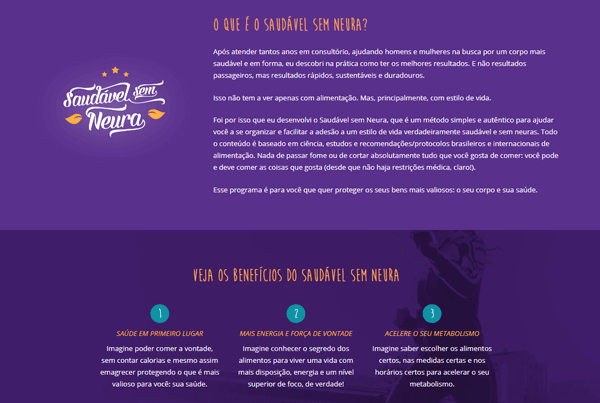 Saudável sem
Neura
O QUE É O SAUDÁVEL SEM NEURA?
Após atender tantos anos em consultório, ajudando homens e mulheres na busca por um corpo mais
saudável e em forma, eu descobri na prática como ter os melhores resultados. E não resultados
passageiros, mas resultados rápidos, sustentáveis e duradouros.
Isso não tem a ver apenas com alimentação. Mas, principalmente, com estilo de vida.
Foi por isso que eu desenvolvi o Saudável sem Neura, que é um método simples e autêntico para ajudar
você a se organizar e facilitar a adesão a um estilo de vida verdadeiramente saudável e sem neuras. Todo
o conteúdo é baseado em ciência, estudos e recomendações/protocolos brasileiros e internacionais de
alimentação. Nada de passar fome ou de cortar absolutamente tudo que você gosta de comer: você pode
e deve comer as coisas que gosta (desde que não haja restrições médica, claro!).
Esse programa é para você que quer proteger os seus bens mais valiosos: o seu corpo e sua saúde.
VEJA OS BENEFÍCIOS DO SAUDÁVEL SEM NEURA
1
SAÚDE EM PRIMEIRO LUGAR
Imagine poder comer a vontade,
sem contar calorias e mesmo assim
emagrecer protegendo o que é mais
valioso para você: sua saúde.
2
MAIS ENERGIA E FORÇA DE VONTADE
Imagine conhecer o segredo dos
alimentos para viver uma vida com
mais disposição, energia e um nível
superior de foco, de verdade!
3
ACELERE O SEU METABOLISMO
Imagine saber escolher os alimentos
certos, nas medidas certas e nos
horários certos para acelerar o seu
metabolismo.